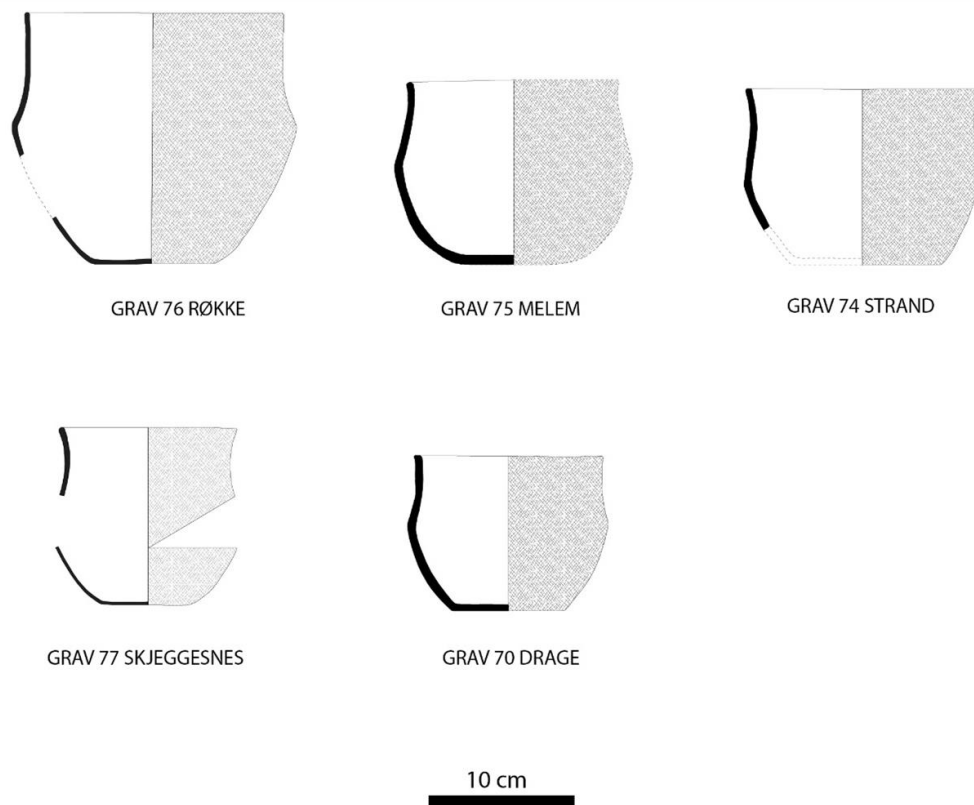 GRAV 76 RØKKE
GRAV 75 MELEM
GRAV 74 STRAND
GRAV 77 SKJEGGESNES
GRAV 70 DRAGE
10 cm